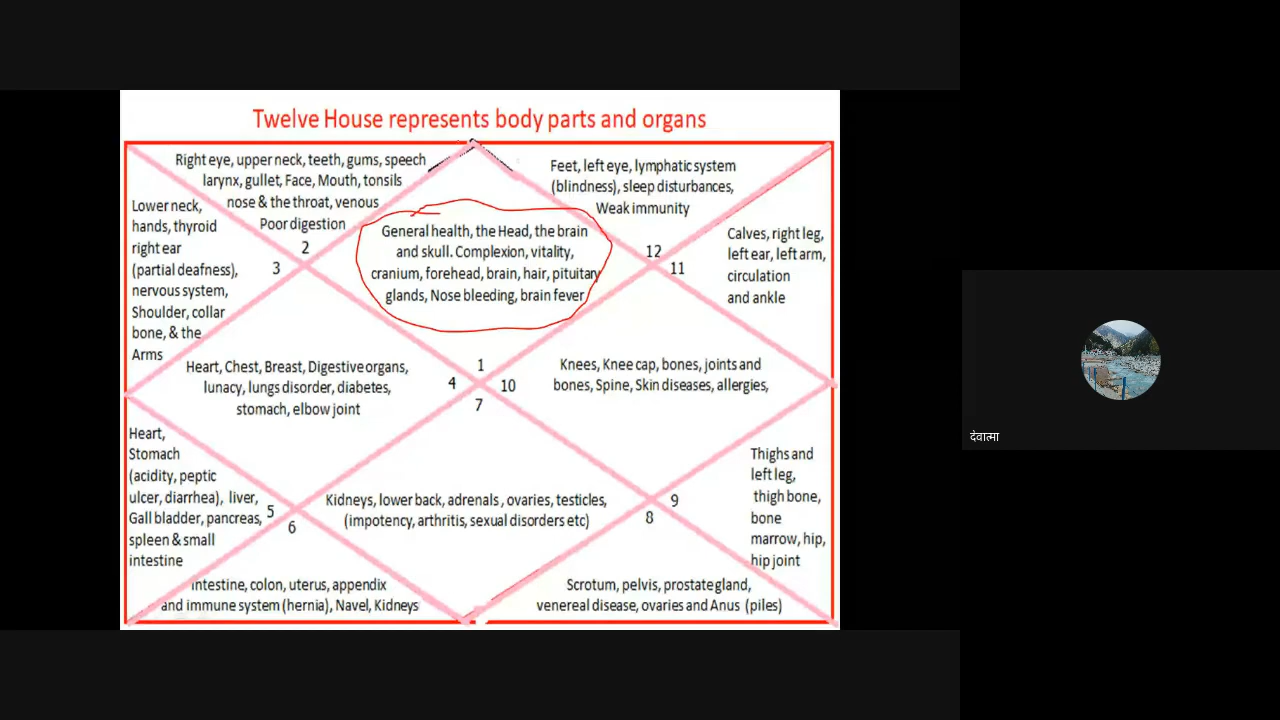 Twelve House represents body parts and organs
Right eye, upper neck, teeth, gums, speech
larynx, gullet, Face, Mouth, tonsils
nose & the throat, venous
Poor digestion
2
Feet, left eye, lymphatic system
(blindness), sleep disturbances,
Weak immunity
12
Lower neck,
hands, thyroid
right ear
(partial deafness),
nervous system,
Shoulder, collar
bone, & the
Arms
3
General health, the Head, the brain
and skull. Complexion, vitality,
cranium, forehead, brain, hair, pituitary
glands, Nose bleeding, brain fever
1
Calves, right leg,
left ear, left arm,
circulation
and ankle
11
Heart, Chest, Breast, Digestive organs,
lunacy, lungs disorder, diabetes,
stomach, elbow joint
4
Knees, Knee cap, bones, joints and
bones, Spine, Skin diseases, allergies,
10
7
Heart,
Stomach
(acidity, peptic
ulcer, diarrhea), liver,
Gall bladder, pancreas,
spleen & small
intestine
5
Kidneys, lower back, adrenals , ovaries, testicles,
(impotency, arthritis, sexual disorders etc)
Thighs and
left leg,
thigh bone,
bone
marrow, hip,
hip joint
9
6
Intestine, colon, uterus, appendix
and immune system (hernia), Navel, Kidneys
8
Scrotum, pelvis, prostate gland,
venereal disease, ovaries and Anus (piles)
देवात्मा